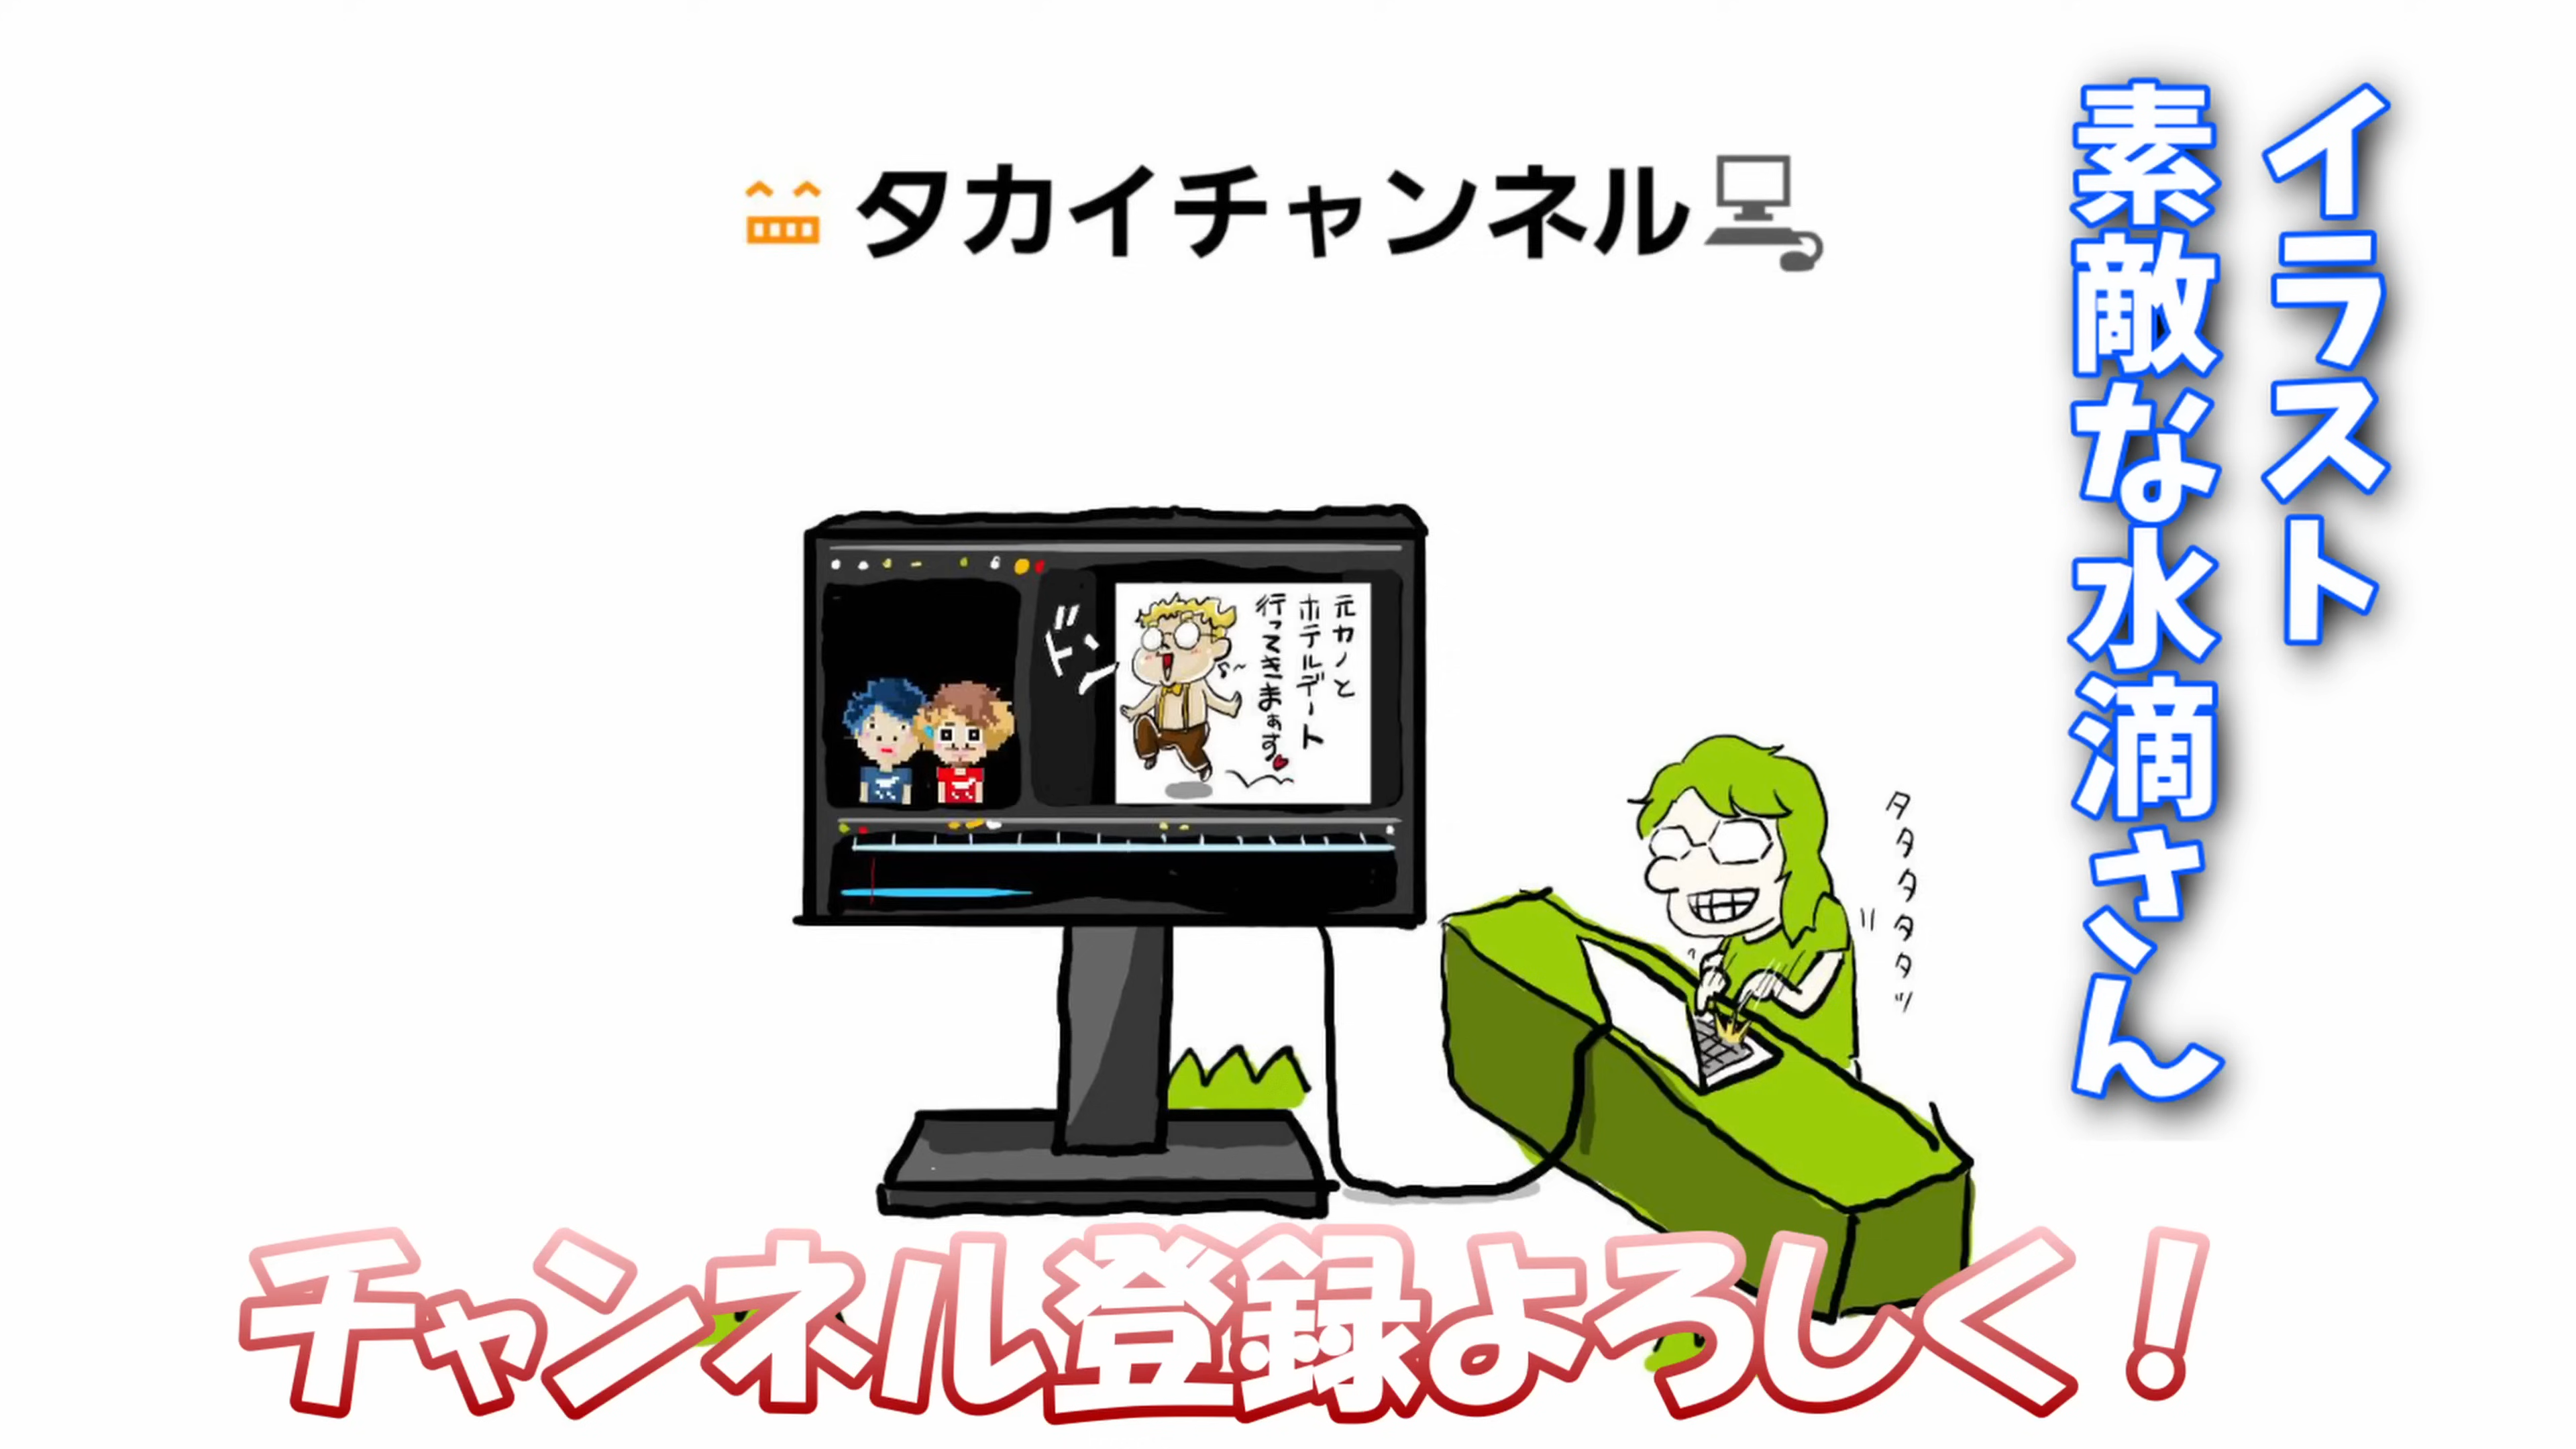 タカイチャンネル
イラスト
素敵な水滴さん
ドン
元カノと
ホテルデート
行ってきまぁす
タタタタタッ
チャンネル登録よろしく！